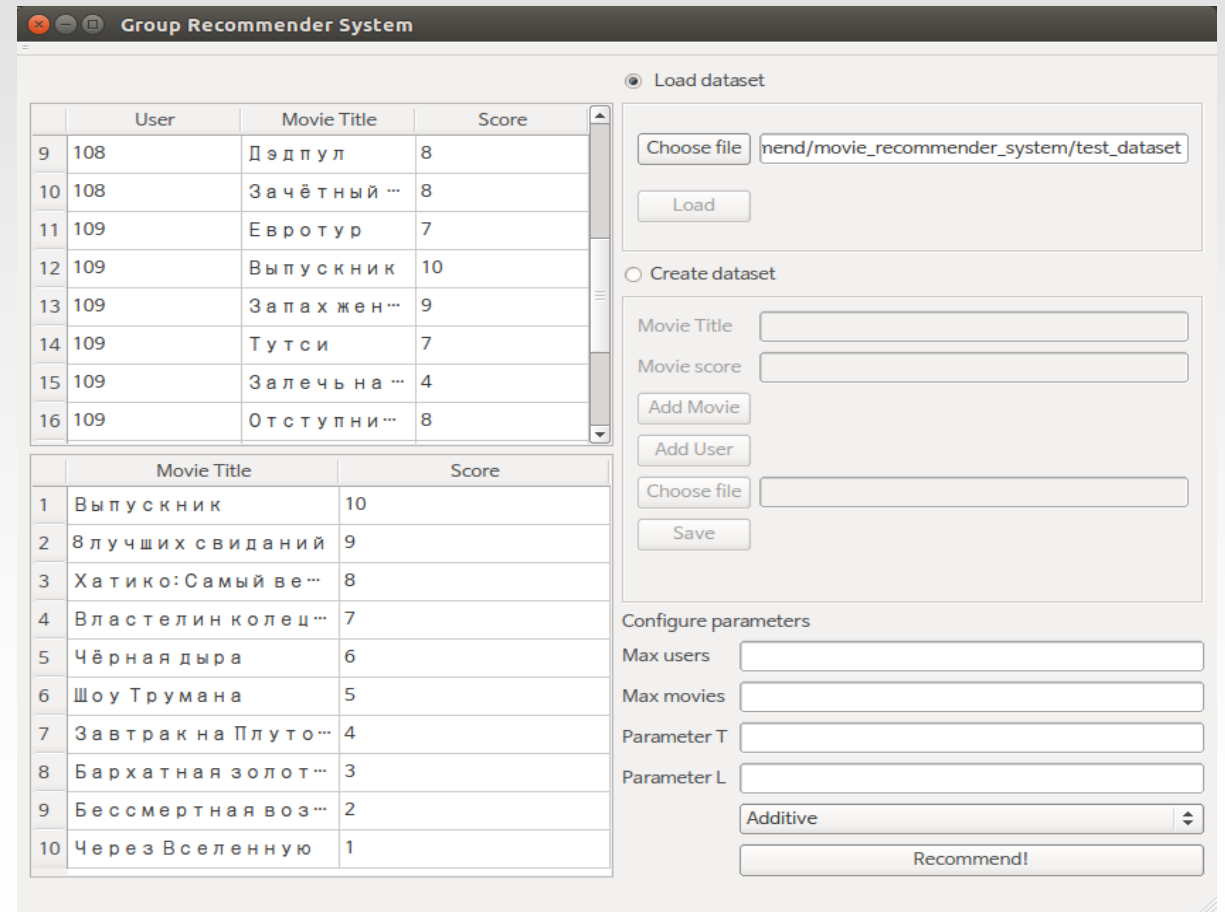 Group Recommender System
User Movie Title Score
9 108 Дэдпул 8
10 108 Зачётный … 8
11 109 Евротур 7
12 109 Выпускник 10
13 109 Запах жен… 9
14 109 Тутси 7
15 109 Залечь на … 4
16 109 Отступни… 8
Movie Title Score
1 Выпускник 10
2 8 лучших свиданий 9
3 Хатико: Самый ве… 8
4 Властелин колец… 7
5 Чёрная дыра 6
6 Шоу Трумана 5
7 Завтрак на Плуто… 4
8 Бархатная золот… 3
9 Бессмертная воз… 2
10 Через Вселенную 1
Load dataset
Choose file mend/movie_recommender_system/test_dataset
Load
Create dataset
Movie Title
Movie score
Add Movie
Add User
Choose file
Save
Configure parameters
Max users
Max movies
Parameter T
Parameter L
Additive
Recommend!